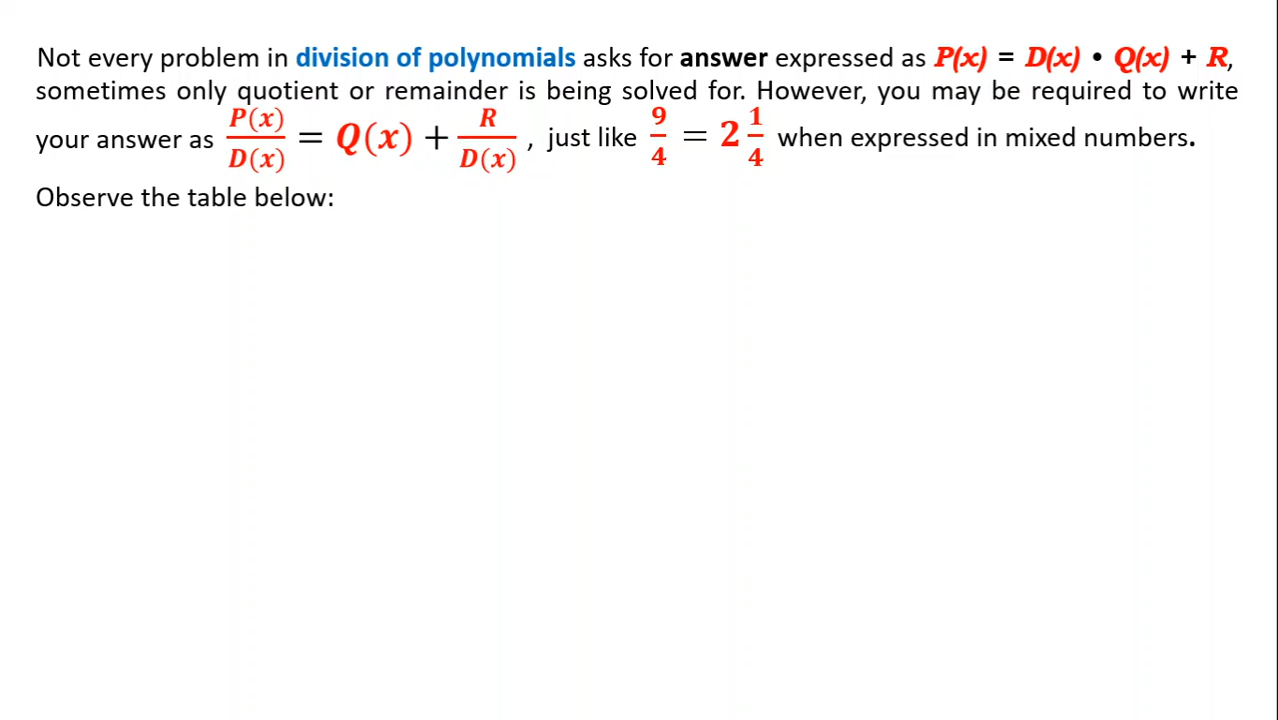 Not every problem in division of polynomials asks for answer expressed as P(x) = D(x) • Q(x) + R,
sometimes only quotient or remainder is being solved for. However, you may be required to write
your answer as P(x)/D(x) = Q(x) + R/D(x) , just like 9/4 = 2 1/4 when expressed in mixed numbers.
Observe the table below: